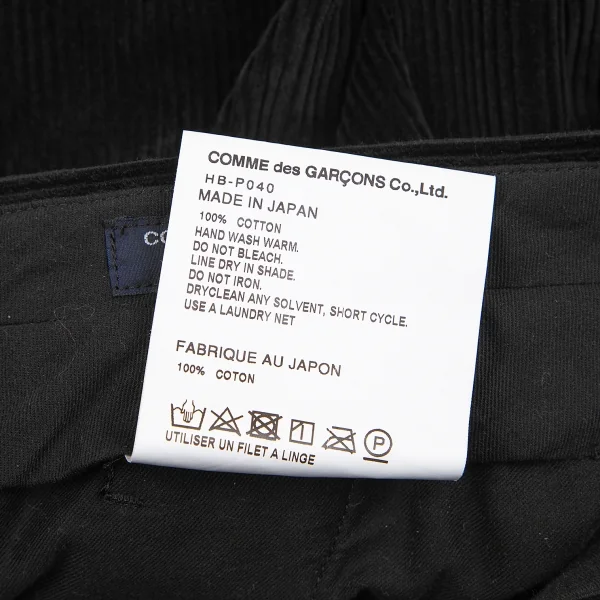 COMME des GARÇONS Co.,Ltd.
HB-P040
MADE IN JAPAN
100% COTTON
HAND WASH WARM.
DO NOT BLEACH.
LINE DRY IN SHADE.
DO NOT IRON.
DRYCLEAN ANY SOLVENT, SHORT CYCLE.
USE A LAUNDRY NET
FABRIQUE AU JAPON
100% COTON
P
UTILISER UN FILET A LINGE
CO